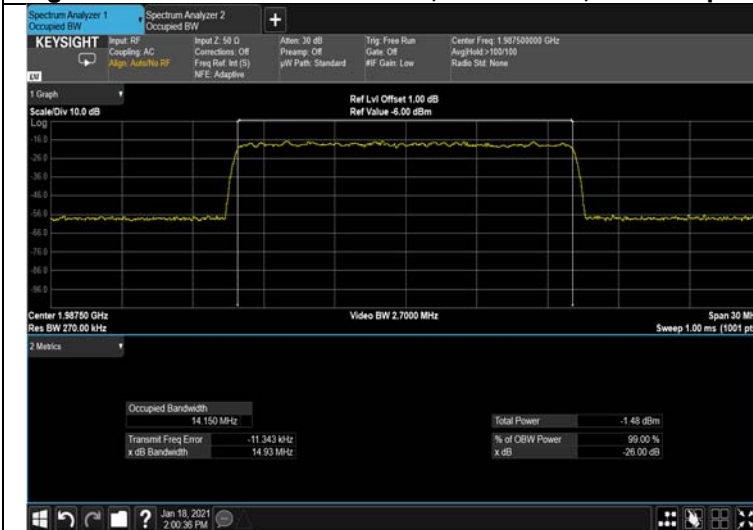 Spectrum Analyzer 1
Occupied BW
Spectrum Analyzer 2
Occupied BW
+
KEYSIGHT
Input: RF
Coupling: AC
Align: Auto/No RF
Input Z: 50 Ω
Corrections: Off
Freq Ref: Int (S)
NFE: Adaptive
Atten: 30 dB
Preamp: Off
µW Path: Standard
Trig: Free Run
Gate: Off
#IF Gain: Low
Center Freq: 1.987500000 GHz
Avg|Hold:>100/100
Radio Std: None
1 Graph
Scale/Div 10.0 dB
Ref Lvl Offset 1.00 dB
Ref Value -6.00 dBm
Log
-16.0
-26.0
-36.0
-46.0
-56.0
-66.0
-76.0
-86.0
-96.0
Center 1.98750 GHz
Res BW 270.00 kHz
Video BW 2.7000 MHz
Span 30 MH
Sweep 1.00 ms (1001 pt
2 Metrics
Occupied Bandwidth
14.150 MHz
Transmit Freq Error -11.343 kHz
x dB Bandwidth 14.93 MHz
Total Power -1.48 dBm
% of OBW Power 99.00 %
x dB -26.00 dB
?
Jan 18, 2021
2:00:36 PM